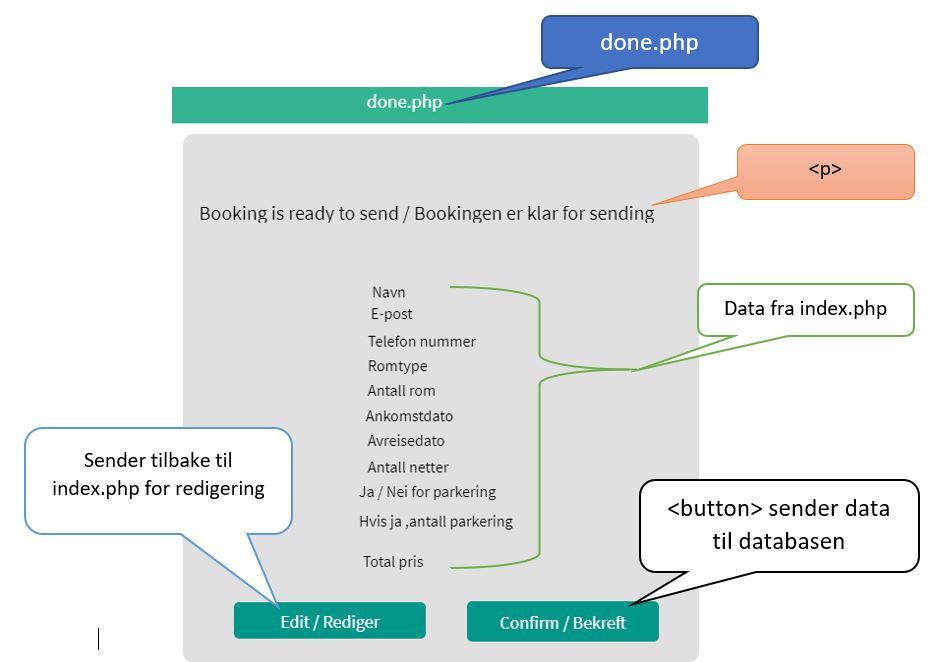 done.php
done.php
<p>
Booking is ready to send / Bookingen er klar for sending
Navn
E-post
Data fra index.php
Telefon nummer
Romtype
Antall rom
Ankomstdato
Avreisedato
Antall netter
Ja / Nei for parkering
Hvis ja ,antall parkering
Total pris
Sender tilbake til
index.php for redigering
<button> sender data
til databasen
Edit / Rediger
Confirm / Bekreft